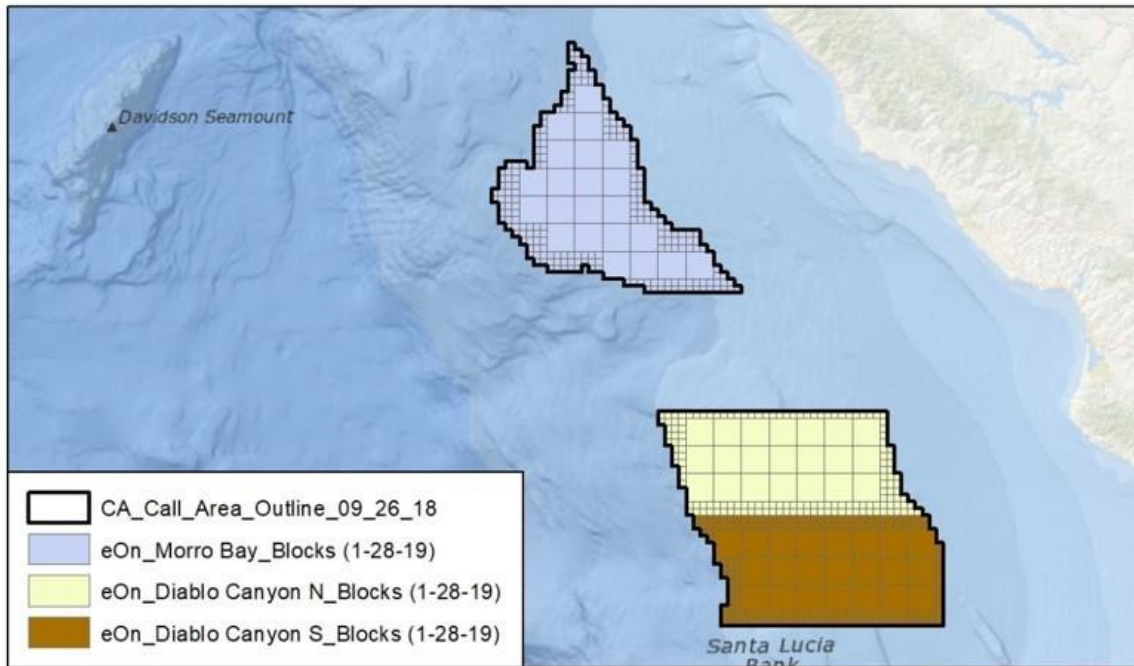 Davidson Seamount
CA_Call_Area_Outline_09_26_18
eOn_Morro Bay_Blocks (1-28-19)
eOn_Diablo Canyon N_Blocks (1-28-19)
eOn_Diablo Canyon S_Blocks (1-28-19)
Santa Lucia
Bank